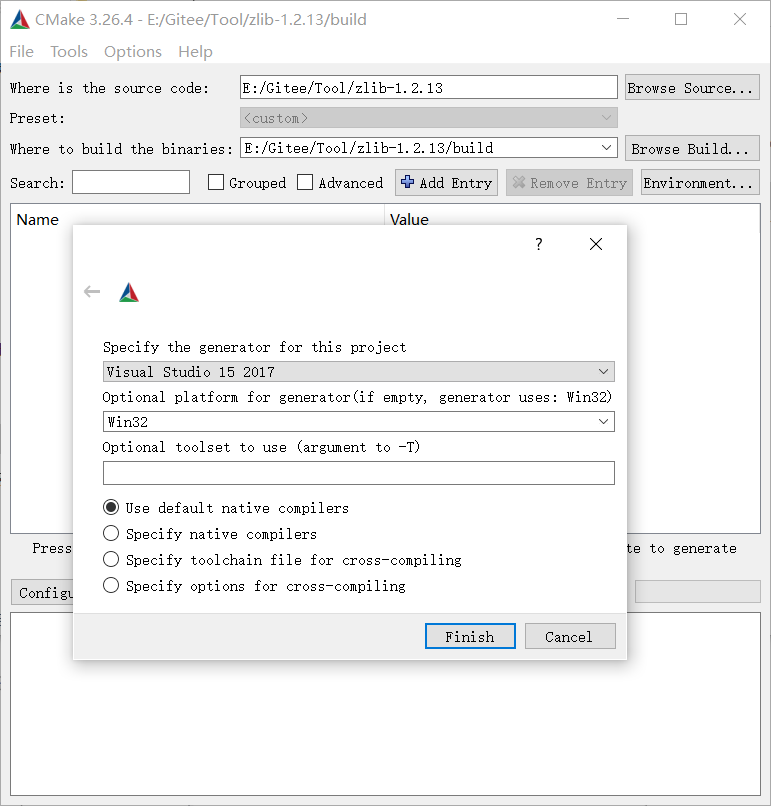 CMake 3.26.4 - E:/Gitee/Tool/zlib-1.2.13/build
File Tools Options Help
Where is the source code: E:/Gitee/Tool/zlib-1.2.13 Browse Source...
Preset: <custom>
Where to build the binaries: E:/Gitee/Tool/zlib-1.2.13/build Browse Build...
Search: Grouped Advanced Add Entry Remove Entry Environment...
Name Value
?
Specify the generator for this project
Visual Studio 15 2017
Optional platform for generator(if empty, generator uses: Win32)
Win32
Optional toolset to use (argument to -T)
Use default native compilers
Specify native compilers
Press te to generate
Specify toolchain file for cross-compiling
Specify options for cross-compiling
Configu
Finish Cancel